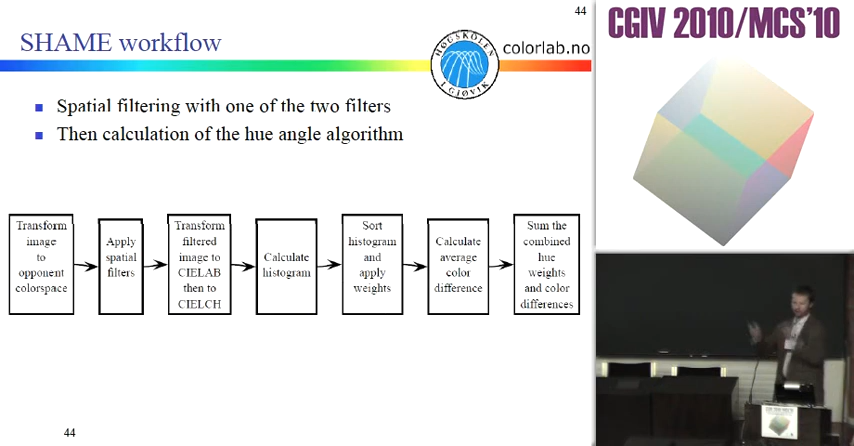 44
CGIV 2010/MCS'10
SHAME workflow
HØGSKOLEN I GJØVIK
colorlab.no
Spatial filtering with one of the two filters
Then calculation of the hue angle algorithm
Transform
image
to
opponent
colorspace
Apply
spatial
filters
Transform
filtered
image to
CIELAB
then to
CIELCH
Calculate
histogram
Sort
histogram
and
apply
weights
Calculate
average
color
difference
Sum the
combined
hue
weights
and color
differences
44